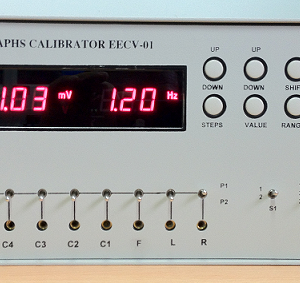 APHS CALIBRATOR EECV-01
UP UP
.03 mV 1.20 Hz
DOWN DOWN SHIF
STEPS VALUE RANG
P1
P2
1
2
S1
C4 C3 C2 C1 F L R